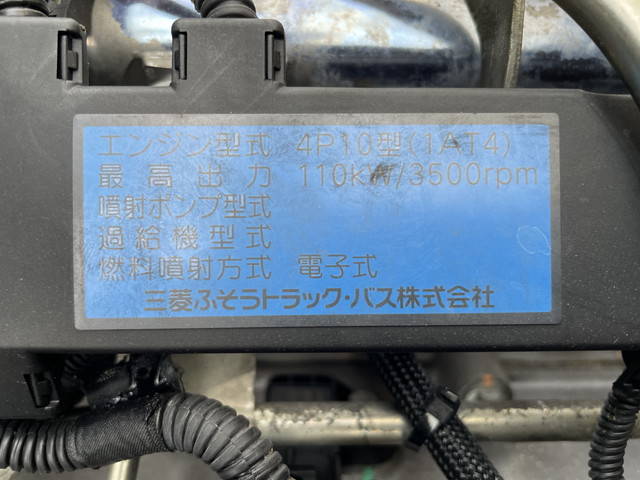 エンジン型式 4P10型(1AT4)
最高出力 110kW/3500rpm
噴射ポンプ型式
過給機型式
燃料噴射方式 電子式
三菱ふそうトラック・バス株式会社